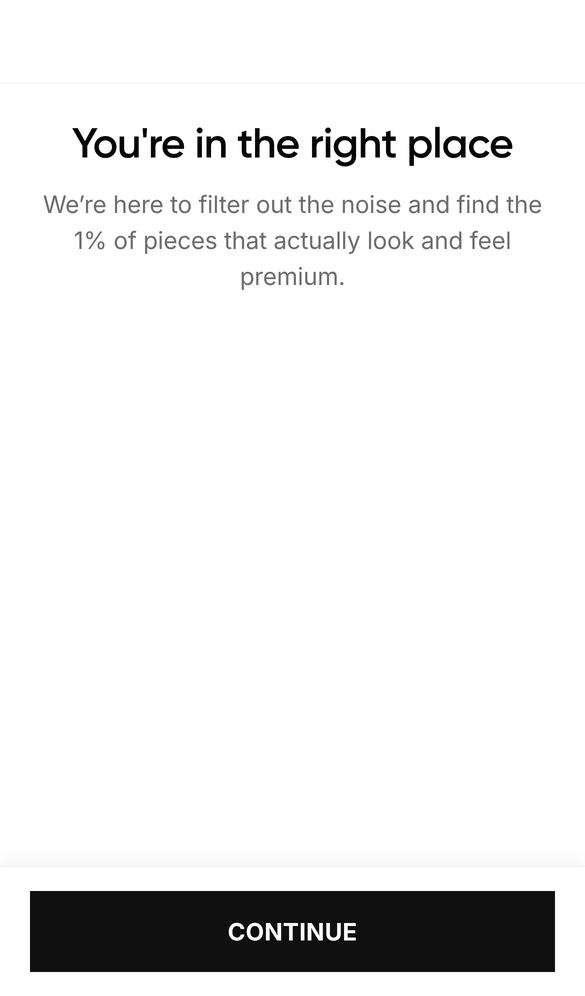 You're in the right place
We’re here to filter out the noise and find the
1% of pieces that actually look and feel
premium.
CONTINUE